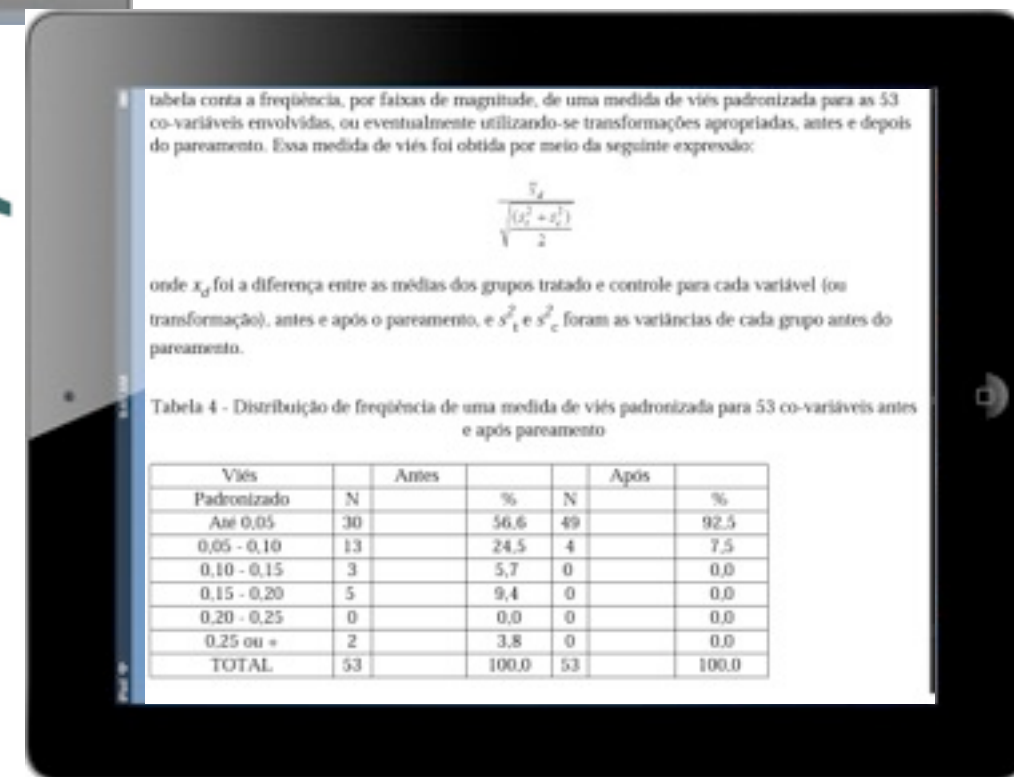 tabela conta a freqüência, por faixas de magnitude, de uma medida de viés padronizada para as 53
co-variáveis envolvidas, ou eventualmente utilizando-se transformações apropriadas, antes e depois
do pareamento. Essa medida de viés foi obtida por meio da seguinte expressão:
x̄_d
√((s²_t + s²_c)
2
onde x_d foi a diferença entre as médias dos grupos tratado e controle para cada variável (ou
transformação), antes e após o pareamento, e s²_t e s²_c foram as variâncias de cada grupo antes do
pareamento.
Tabela 4 - Distribuição de freqüência de uma medida de viés padronizada para 53 co-variáveis antes
e após pareamento
Viés Antes Após
Padronizado N % N %
Até 0,05 30 56,6 49 92,5
0,05 - 0,10 13 24,5 4 7,5
0,10 - 0,15 3 5,7 0 0,0
0,15 - 0,20 5 9,4 0 0,0
0,20 - 0,25 0 0,0 0 0,0
0,25 ou + 2 3,8 0 0,0
TOTAL 53 100,0 53 100,0